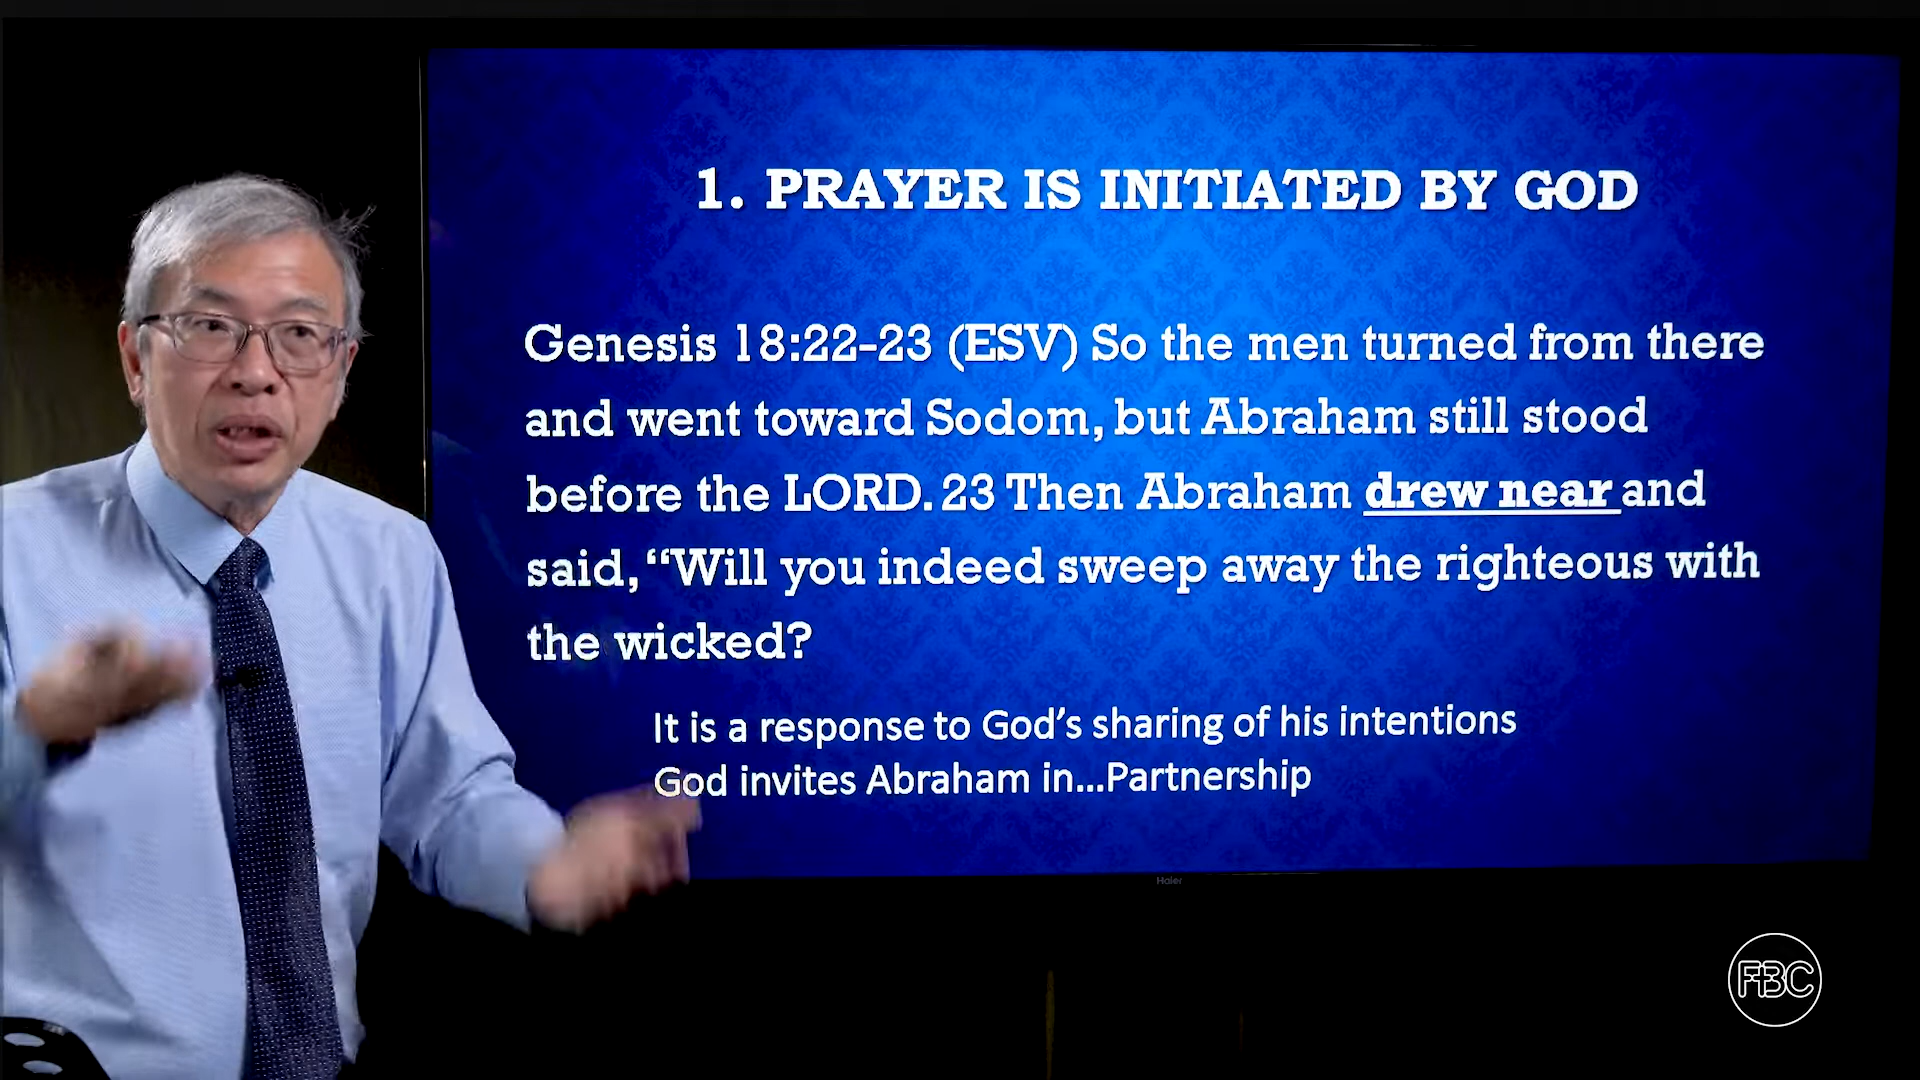 1. PRAYER IS INITIATED BY GOD
Genesis 18:22-23 (ESV) So the men turned from there
and went toward Sodom, but Abraham still stood
before the LORD. 23 Then Abraham drew near and
said, “Will you indeed sweep away the righteous with
the wicked?
It is a response to God’s sharing of his intentions
God invites Abraham in...Partnership
Haier
FBC